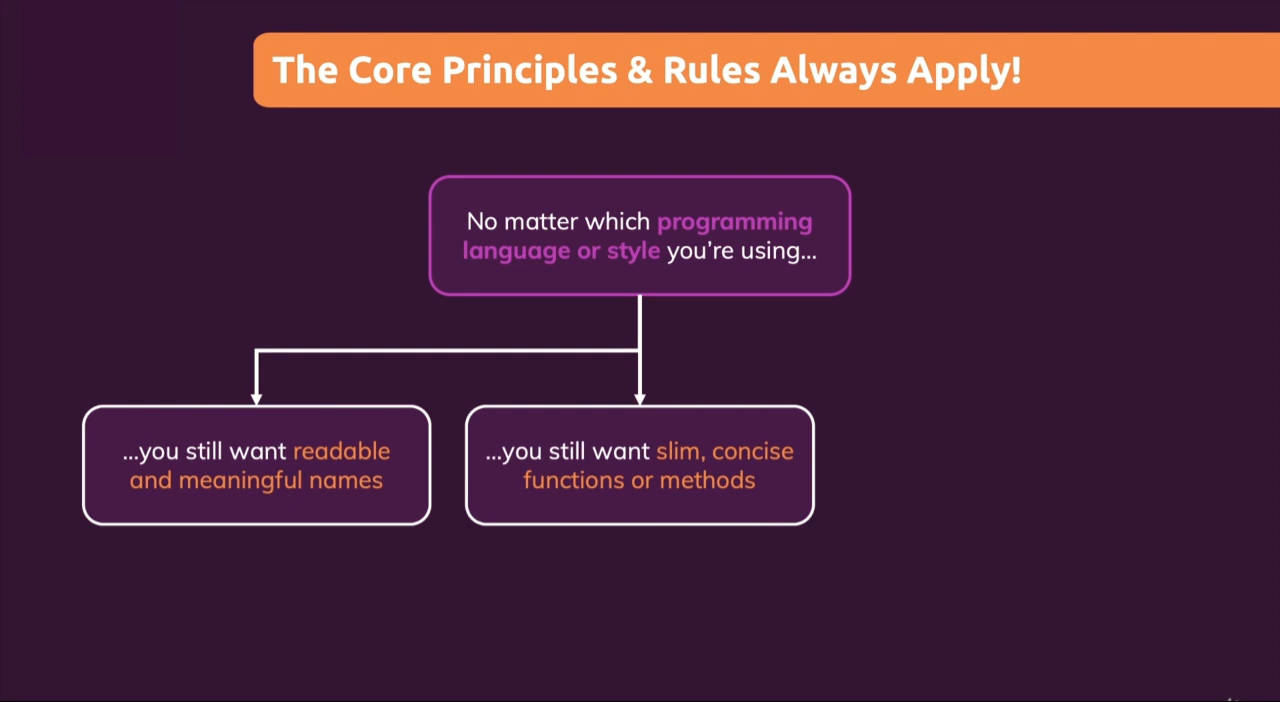 The Core Principles & Rules Always Apply!
No matter which programming
language or style you’re using...
...you still want readable
and meaningful names
...you still want slim, concise
functions or methods